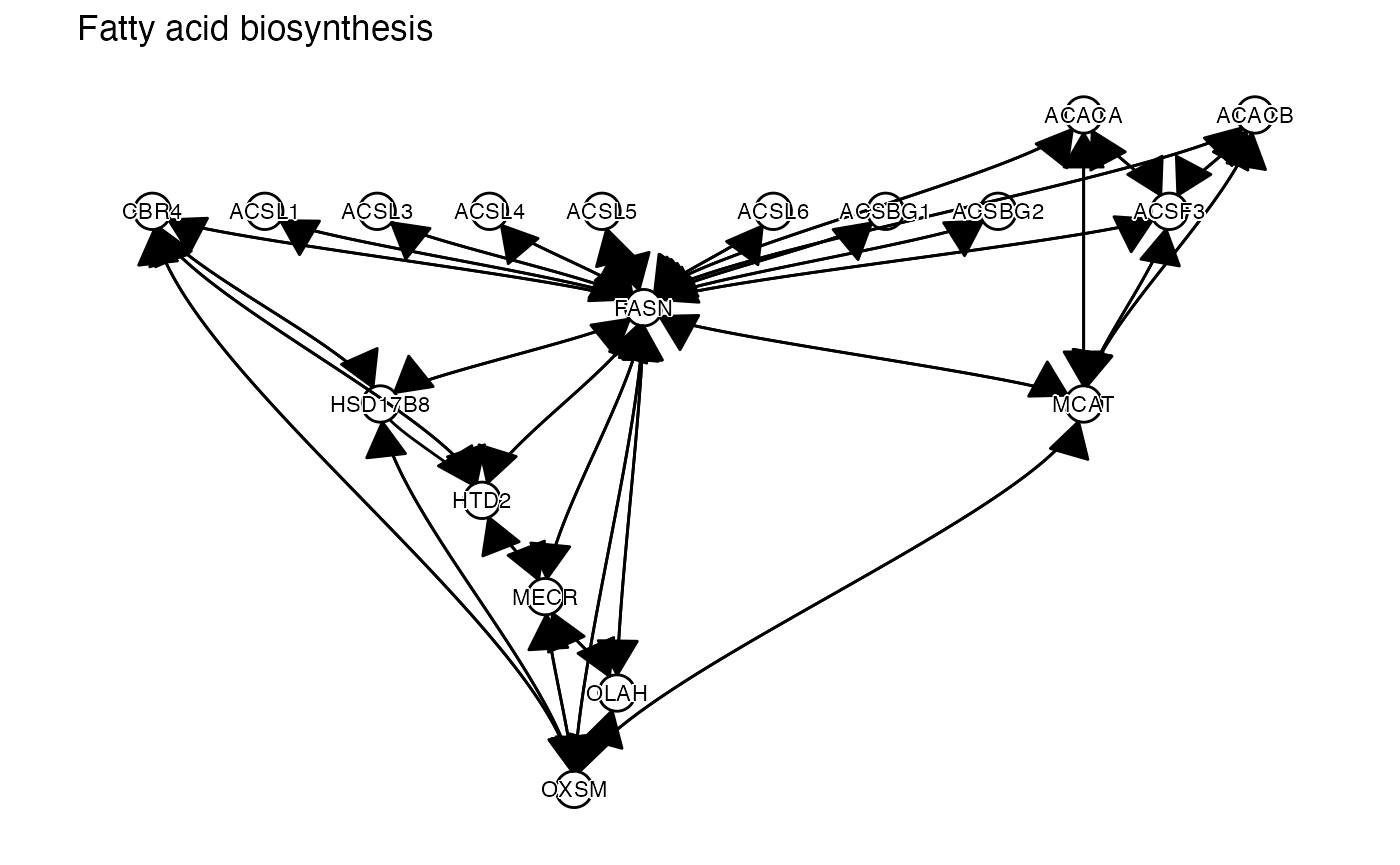 Fatty acid biosynthesis
ACACA
ACACB
CBR4
ACSL1
ACSL3
ACSL4
ACSL5
ACSL6
ACSBG1
ACSBG2
ACSF3
FASN
HSD17B8
MCAT
HTD2
MECR
OLAH
OXSM